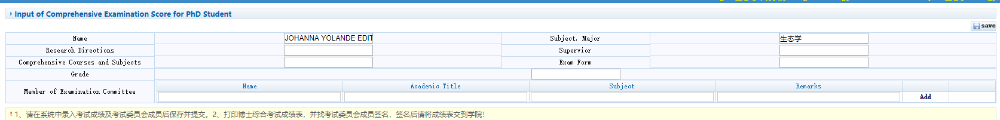 Input of Comprehensive Examination Score for PhD Student
save
Name JOHANNA YOLANDE EDIT Subject, Major 生态学
Research Directions Supervior
Comprehensive Courses and Subjects Exam Form
Grade
Member of Examination Committee
Name Academic Title Subject Remarks
Add
! 1、请在系统中录入考试成绩及考试委员会成员后保存并提交。2、打印博士综合考试成绩表，并找考试委员会成员签名，签名后请将成绩表交到学院！